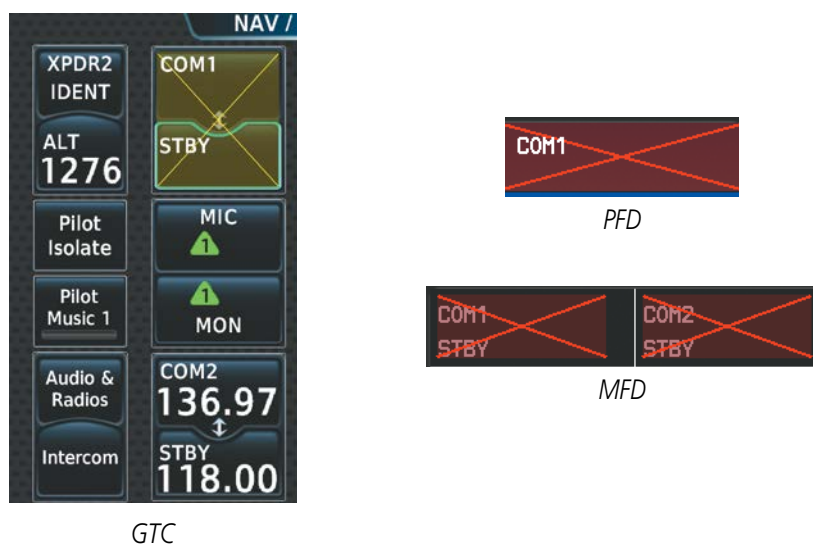 NAV /
XPDR2
IDENT
COM1
ALT
1276
STBY
Pilot
Isolate
MIC
1
Pilot
Music 1
1
MON
Audio &
Radios
COM2
136.97
Intercom
STBY
118.00
GTC
COM1
PFD
COM1
STBY
COM2
STBY
MFD